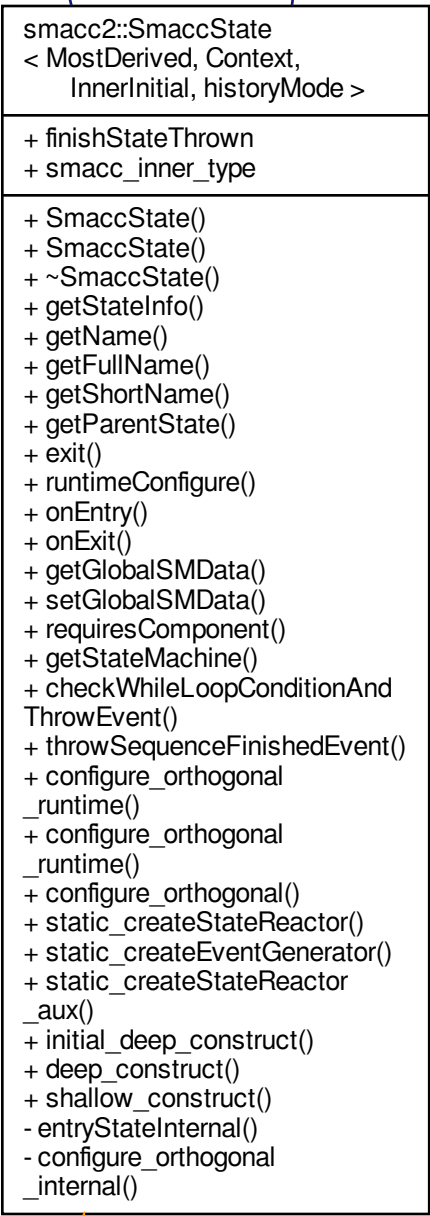 smacc2::SmaccState
< MostDerived, Context,
InnerInitial, historyMode >
+ finishStateThrown
+ smacc_inner_type
+ SmaccState()
+ SmaccState()
+ ~SmaccState()
+ getStateInfo()
+ getName()
+ getFullName()
+ getShortName()
+ getParentState()
+ exit()
+ runtimeConfigure()
+ onEntry()
+ onExit()
+ getGlobalSMData()
+ setGlobalSMData()
+ requiresComponent()
+ getStateMachine()
+ checkWhileLoopConditionAnd
ThrowEvent()
+ throwSequenceFinishedEvent()
+ configure_orthogonal
_runtime()
+ configure_orthogonal
_runtime()
+ configure_orthogonal()
+ static_createStateReactor()
+ static_createEventGenerator()
+ static_createStateReactor
_aux()
+ initial_deep_construct()
+ deep_construct()
+ shallow_construct()
- entryStateInternal()
- configure_orthogonal
_internal()